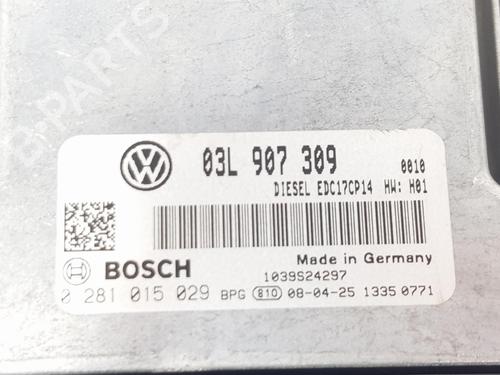 B-PARTS
03L 907 309 0010
DIESEL EDC17CP14 HW: H01
Made in Germany
BOSCH 1039S24297
0 281 015 029 BPG 810 08-04-25 1335 0771